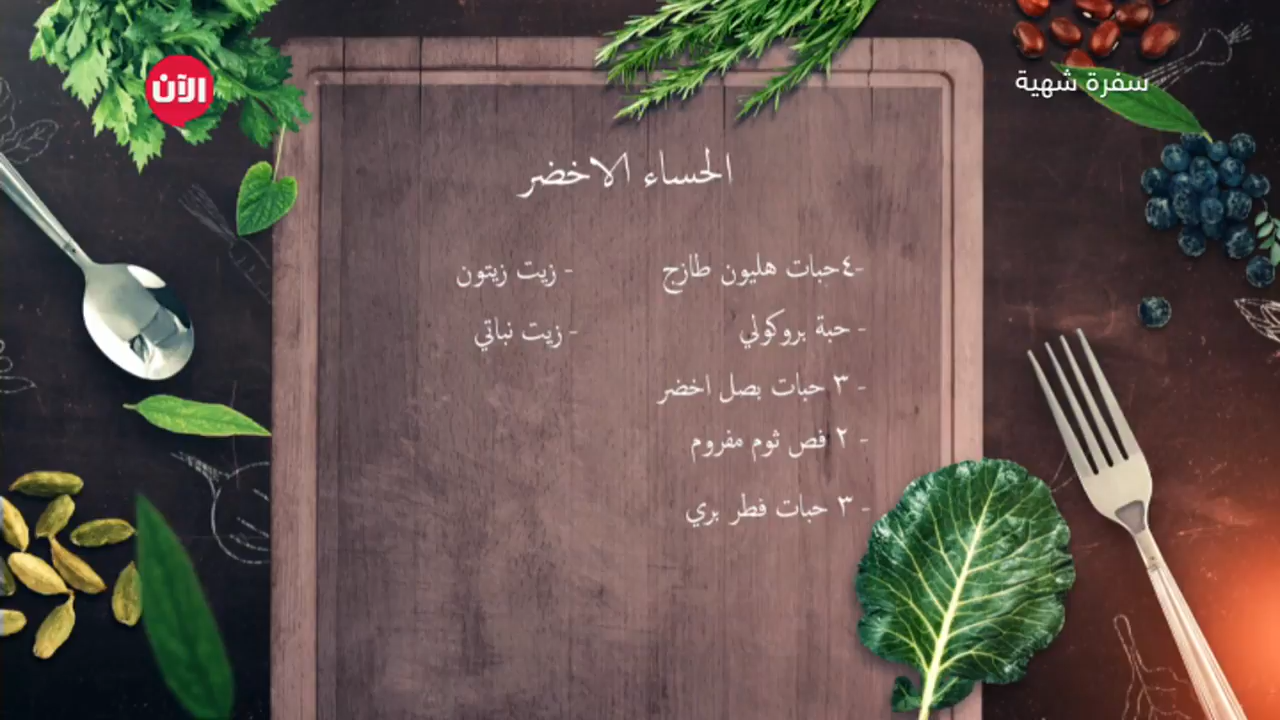 الآن
سفرة شهية
الحساء الاخضر
-٤حبات هليون طازج
- حبة بروكولي
- ٣ حبات بصل اخضر
- ٢ فص ثوم مفروم
- ٣ حبات فطر بري
- زيت زيتون
- زيت نباتي